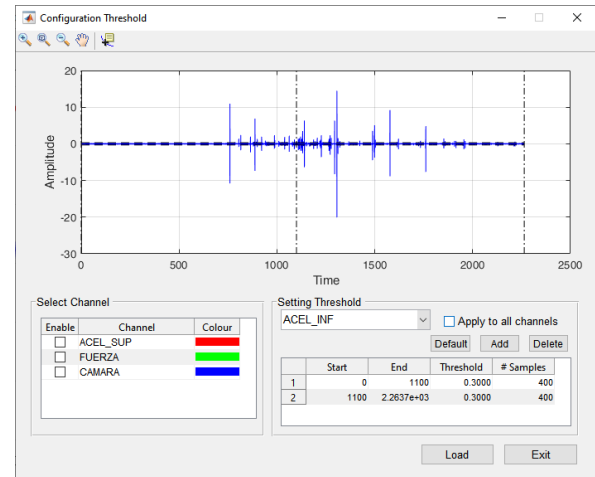 Configuration Threshold
20
10
0
-10
-20
-30
Amplitude
0 500 1000 1500 2000 2500
Time
Select Channel
Enable Channel Colour
ACEL_SUP
FUERZA
CAMARA
Setting Threshold
ACEL_INF Apply to all channels
Default Add Delete
Start End Threshold # Samples
1 0 1100 0.3000 400
2 1100 2.2637e+03 0.3000 400
Load Exit